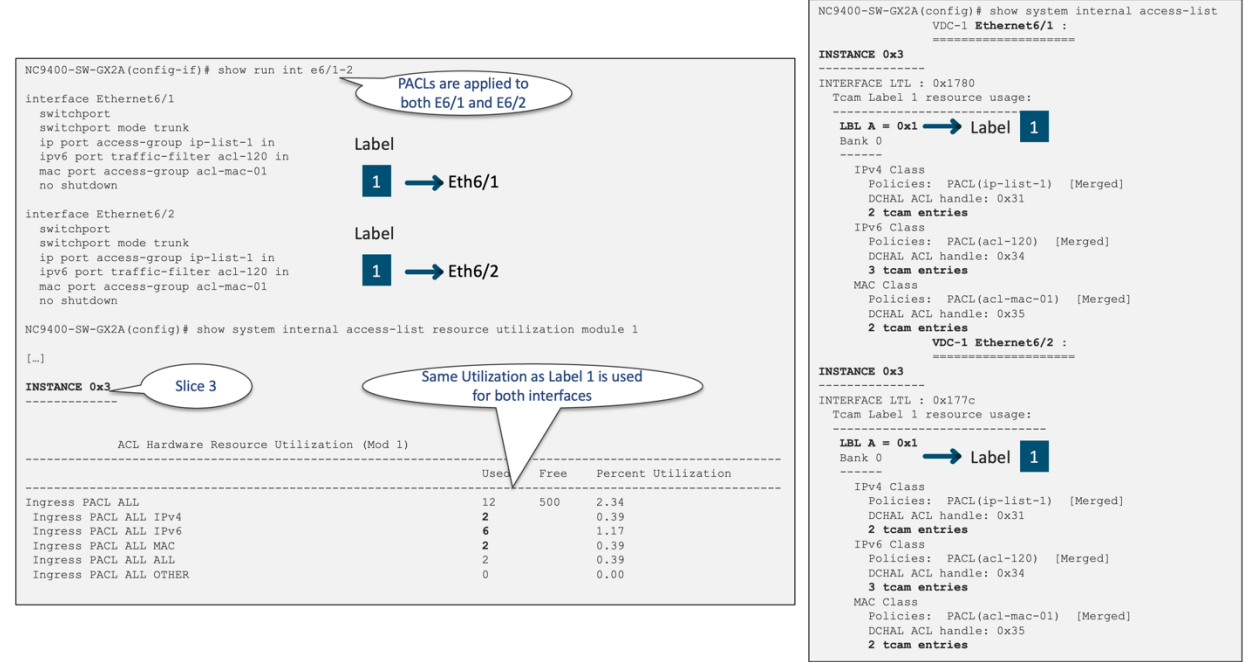 NC9400-SW-GX2A(config-if)# show run int e6/1-2
PACLs are applied to
both E6/1 and E6/2
interface Ethernet6/1
switchport
switchport mode trunk
ip port access-group ip-list-1 in
ipv6 port traffic-filter acl-120 in
mac port access-group acl-mac-01
no shutdown
Label
1 Eth6/1
interface Ethernet6/2
switchport
switchport mode trunk
ip port access-group ip-list-1 in
ipv6 port traffic-filter acl-120 in
mac port access-group acl-mac-01
no shutdown
Label
1 Eth6/2
NC9400-SW-GX2A(config)# show system internal access-list resource utilization module 1
[…]
INSTANCE 0x3
-------------
Slice 3
Same Utilization as Label 1 is used
for both interfaces
ACL Hardware Resource Utilization (Mod 1)
Used Free Percent Utilization
Ingress PACL ALL 12 500 2.34
Ingress PACL ALL IPv4 2 0.39
Ingress PACL ALL IPv6 6 1.17
Ingress PACL ALL MAC 2 0.39
Ingress PACL ALL ALL 2 0.39
Ingress PACL ALL OTHER 0 0.00
NC9400-SW-GX2A(config)# show system internal access-list
VDC-1 Ethernet6/1 :
=====================
INSTANCE 0x3
---------------
INTERFACE LTL : 0x1780
Tcam Label 1 resource usage:
LBL A = 0x1 Label 1
Bank 0
------
IPv4 Class
Policies: PACL(ip-list-1) [Merged]
DCHAL ACL handle: 0x31
2 tcam entries
IPv6 Class
Policies: PACL(acl-120) [Merged]
DCHAL ACL handle: 0x34
3 tcam entries
MAC Class
Policies: PACL(acl-mac-01) [Merged]
DCHAL ACL handle: 0x35
2 tcam entries
VDC-1 Ethernet6/2 :
=====================
INSTANCE 0x3
---------------
INTERFACE LTL : 0x177c
Tcam Label 1 resource usage:
LBL A = 0x1
Bank 0 Label 1
------
IPv4 Class
Policies: PACL(ip-list-1) [Merged]
DCHAL ACL handle: 0x31
2 tcam entries
IPv6 Class
Policies: PACL(acl-120) [Merged]
DCHAL ACL handle: 0x34
3 tcam entries
MAC Class
Policies: PACL(acl-mac-01) [Merged]
DCHAL ACL handle: 0x35
2 tcam entries